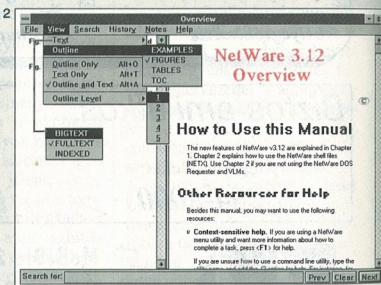 2
Overview
File View Search History Notes Help
Text
Outline
Outline Only Alt+O
Text Only Alt+T
✓Outline and Text Alt+A
Outline Level
EXAMPLES
✓FIGURES
TABLES
TOC
1
2
3
4
5
BIGTEXT
✓FULLTEXT
INDEXED
NetWare 3.12
Overview
How to Use this Manual
The new features of NetWare v3.12 are explained in Chapter
1. Chapter 2 explains how to use the NetWare shell files
(NETX). Use Chapter 3 if you are using the NetWare DOS
Requester and VLMs.
Other Resources for Help
Besides this manual, you may want to use the following
resources:
Context-sensitive help. If you are using a NetWare
menu utility and want more information about how to
complete a task, press <F1> for help.
If you are unsure how to use a command line utility, type the
Search for:
Prev Clear Next